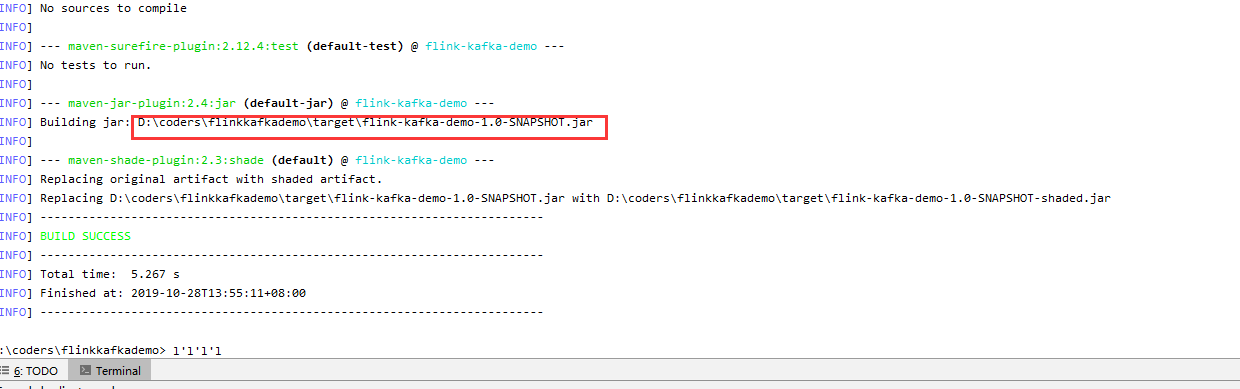 INFO] No sources to compile
INFO]
INFO] --- maven-surefire-plugin:2.12.4:test (default-test) @ flink-kafka-demo ---
INFO] No tests to run.
INFO]
INFO] --- maven-jar-plugin:2.4:jar (default-jar) @ flink-kafka-demo ---
INFO] Building jar: D:\coders\flinkkafkademo\target\flink-kafka-demo-1.0-SNAPSHOT.jar
INFO]
INFO] --- maven-shade-plugin:2.3:shade (default) @ flink-kafka-demo ---
INFO] Replacing original artifact with shaded artifact.
INFO] Replacing D:\coders\flinkkafkademo\target\flink-kafka-demo-1.0-SNAPSHOT.jar with D:\coders\flinkkafkademo\target\flink-kafka-demo-1.0-SNAPSHOT-shaded.jar
INFO] ------------------------------------------------------------------------
INFO] BUILD SUCCESS
INFO] ------------------------------------------------------------------------
INFO] Total time:  5.267 s
INFO] Finished at: 2019-10-28T13:55:11+08:00
INFO] ------------------------------------------------------------------------
:\coders\flinkkafkademo> 1'1'1'1
6: TODO Terminal